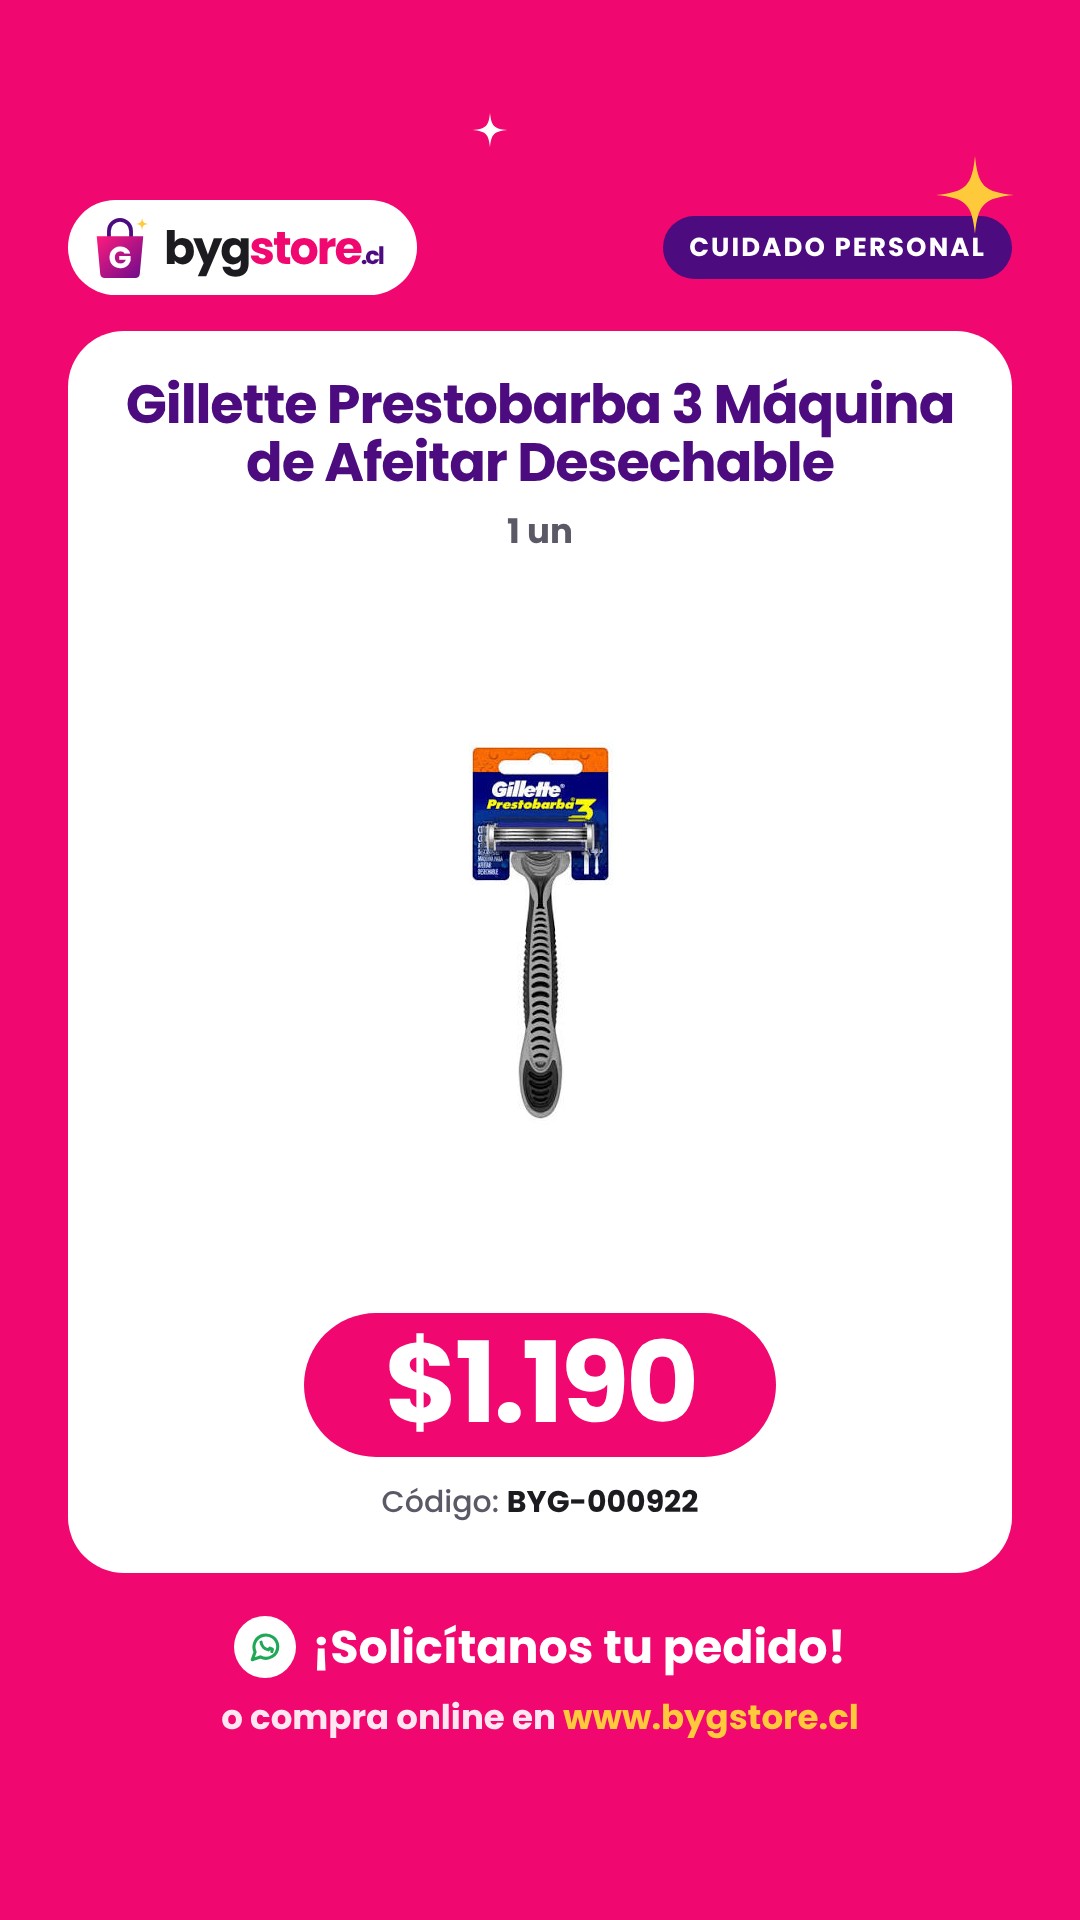 G bygstore.cl
CUIDADO PERSONAL
Gillette Prestobarba 3 Máquina
de Afeitar Desechable
1 un
Gillette®
Prestobarba®3
$1.190
Código: BYG-000922
¡Solicítanos tu pedido!
o compra online en www.bygstore.cl